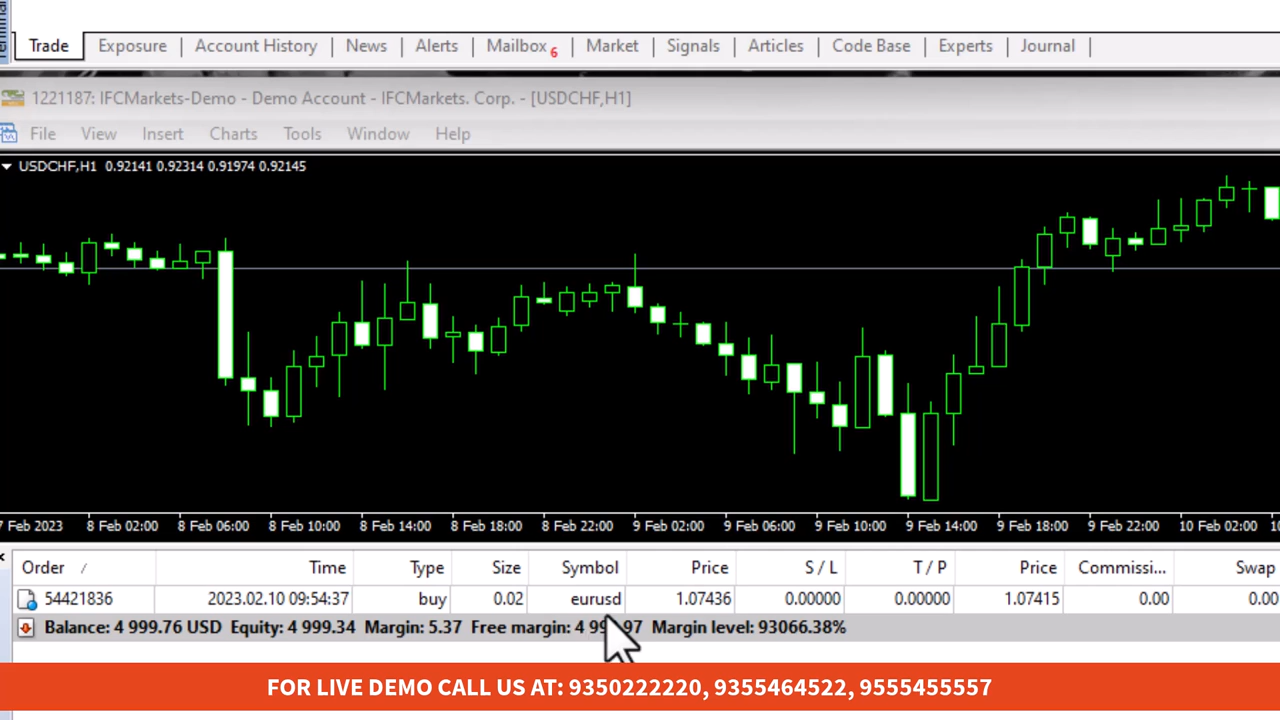 Terminal
Trade Exposure Account History News Alerts Mailbox 6 Market Signals Articles Code Base Experts Journal
1221187: IFCMarkets-Demo - Demo Account - IFCMarkets. Corp. - [USDCHF,H1]
File View Insert Charts Tools Window Help
USDCHF,H1 0.92141 0.92314 0.91974 0.92145
7 Feb 2023 8 Feb 02:00 8 Feb 06:00 8 Feb 10:00 8 Feb 14:00 8 Feb 18:00 8 Feb 22:00 9 Feb 02:00 9 Feb 06:00 9 Feb 10:00 9 Feb 14:00 9 Feb 18:00 9 Feb 22:00 10 Feb 02:00
Order / Time Type Size Symbol Price S / L T / P Price Commissi... Swap
54421836 2023.02.10 09:54:37 buy 0.02 eurusd 1.07436 0.00000 0.00000 1.07415 0.00 0.00
Balance: 4 999.76 USD Equity: 4 999.34 Margin: 5.37 Free margin: Margin level: 93066.38%
FOR LIVE DEMO CALL US AT: 9350222220, 9355464522, 9555455557